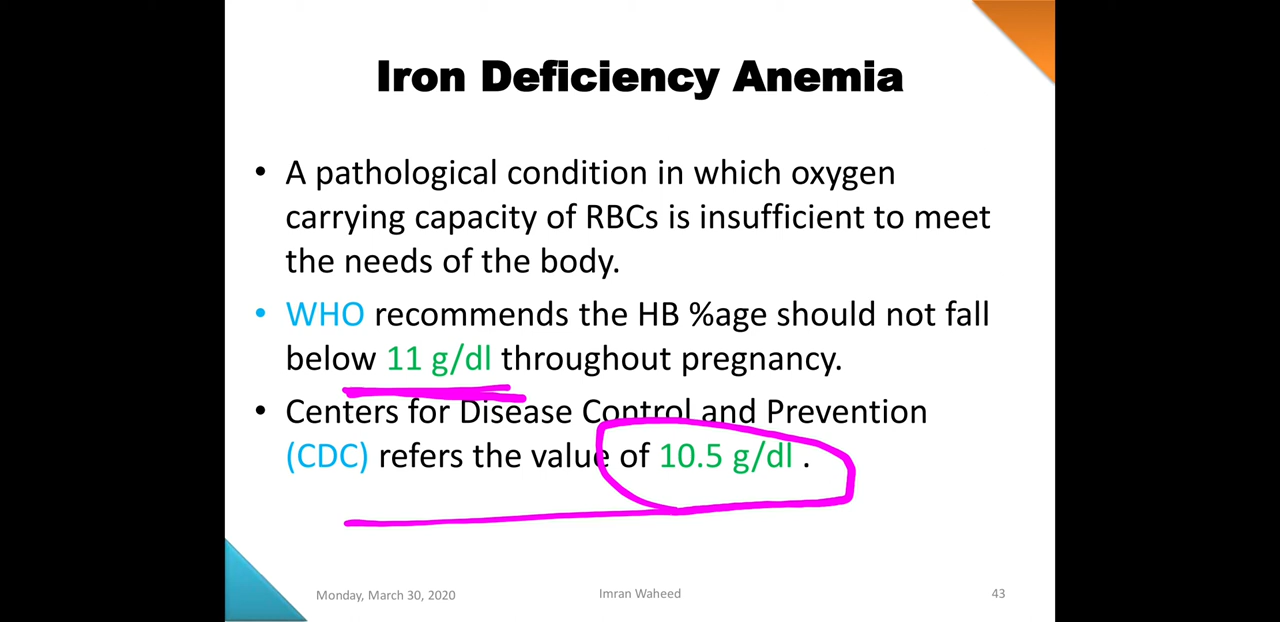 Iron Deficiency Anemia
• A pathological condition in which oxygen
carrying capacity of RBCs is insufficient to meet
the needs of the body.
• WHO recommends the HB %age should not fall
below 11 g/dl throughout pregnancy.
• Centers for Disease Control and Prevention
(CDC) refers the value of 10.5 g/dl .
Monday, March 30, 2020 Imran Waheed 43